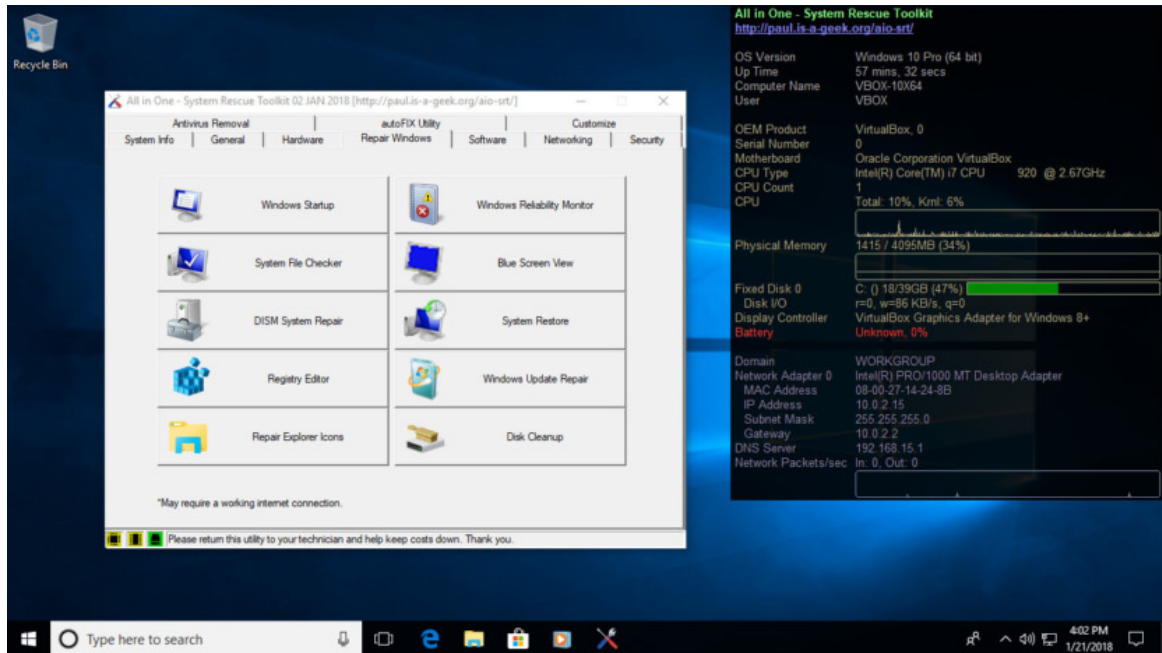 Recycle Bin
All in One - System Rescue Toolkit 02.JAN 2018 [http://paul.is-a-geek.org/aio-srt/]
Antivirus Removal
autoFIX Utility
Customize
System Info
General
Hardware
Repair Windows
Software
Networking
Security
Windows Startup
Windows Reliability Monitor
System File Checker
Blue Screen View
DISM System Repair
System Restore
Registry Editor
Windows Update Repair
Repair Explorer Icons
Disk Cleanup
*May require a working internet connection.
Please return this utility to your technician and help keep costs down. Thank you.
All in One - System Rescue Toolkit
http://paul.is-a-geek.org/aio-srt/
OS Version Windows 10 Pro (64 bit)
Up Time 57 mins, 32 secs
Computer Name VBOX-10X64
User VBOX
OEM Product VirtualBox, 0
Serial Number 0
Motherboard Oracle Corporation VirtualBox
CPU Type Intel(R) Core(TM) i7 CPU 920 @ 2.67GHz
CPU Count 1
CPU Total: 10%, Krnl: 6%
Physical Memory 1415 / 4095MB (34%)
Fixed Disk 0 C: () 18/39GB (47%)
Disk I/O r=0, w=86 KB/s, q=0
Display Controller VirtualBox Graphics Adapter for Windows 8+
Battery Unknown, 0%
Domain WORKGROUP
Network Adapter 0 Intel(R) PRO/1000 MT Desktop Adapter
MAC Address 08-00-27-14-24-8B
IP Address 10.0.2.15
Subnet Mask 255.255.255.0
Gateway 10.0.2.2
DNS Server 192.168.15.1
Network Packets/sec In: 0, Out: 0
Type here to search
4:02 PM
1/21/2018